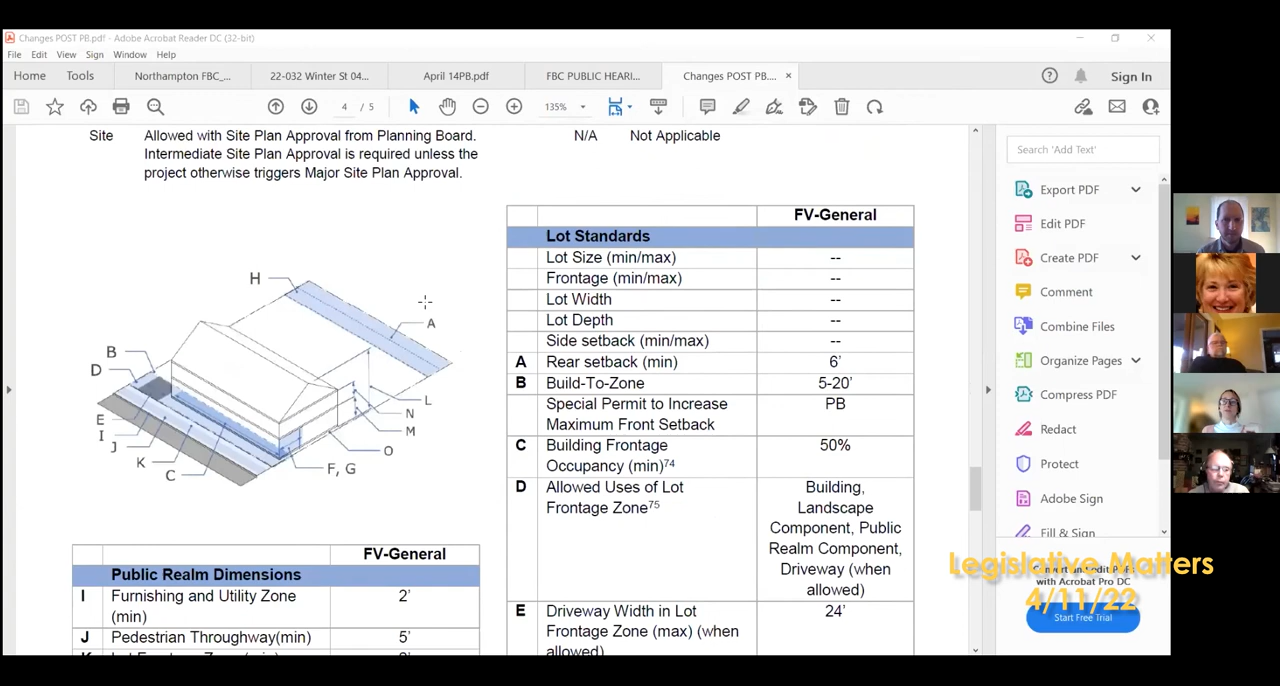 Changes POST PB.pdf - Adobe Acrobat Reader DC (32-bit)
File Edit View Sign Window Help
Home Tools Northampton FBC_... 22-032 Winter St 04... April 14PB.pdf FBC PUBLIC HEARI... Changes POST PB.... × Sign In
4 / 5 135%
Site Allowed with Site Plan Approval from Planning Board.
Intermediate Site Plan Approval is required unless the
project otherwise triggers Major Site Plan Approval.
N/A Not Applicable
H
A
B
D
E
I
J
K
C
L
N
M
O
F, G
FV-General
Public Realm Dimensions
I Furnishing and Utility Zone 2'
(min)
J Pedestrian Throughway(min) 5'
FV-General
Lot Standards
Lot Size (min/max) --
Frontage (min/max) --
Lot Width --
Lot Depth --
Side setback (min/max) --
A Rear setback (min) 6'
B Build-To-Zone 5-20'
Special Permit to Increase PB
Maximum Front Setback
C Building Frontage 50%
Occupancy (min)74
D Allowed Uses of Lot Building,
Frontage Zone75 Landscape
Component, Public
Realm Component,
Driveway (when
allowed)
E Driveway Width in Lot 24'
Frontage Zone (max) (when
allowed)
Search 'Add Text'
Export PDF
Edit PDF
Create PDF
Comment
Combine Files
Organize Pages
Compress PDF
Redact
Protect
Adobe Sign
Fill & Sign
with Acrobat Pro DC
Start Free Trial
Legislative Matters
4/11/22